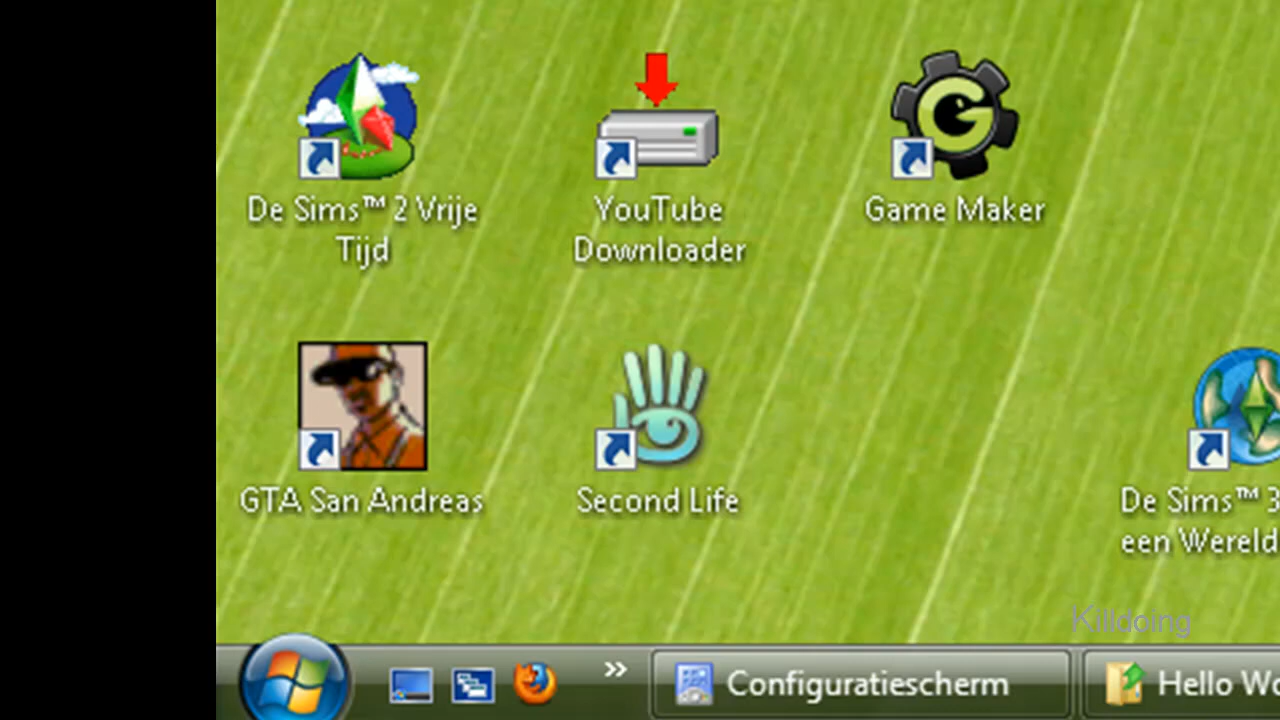 De Sims™ 2 Vrije
Tijd
YouTube
Downloader
Game Maker
GTA San Andreas
Second Life
De Sims™ 3
een Wereld
Killdoing
»
Configuratiescherm
Hello